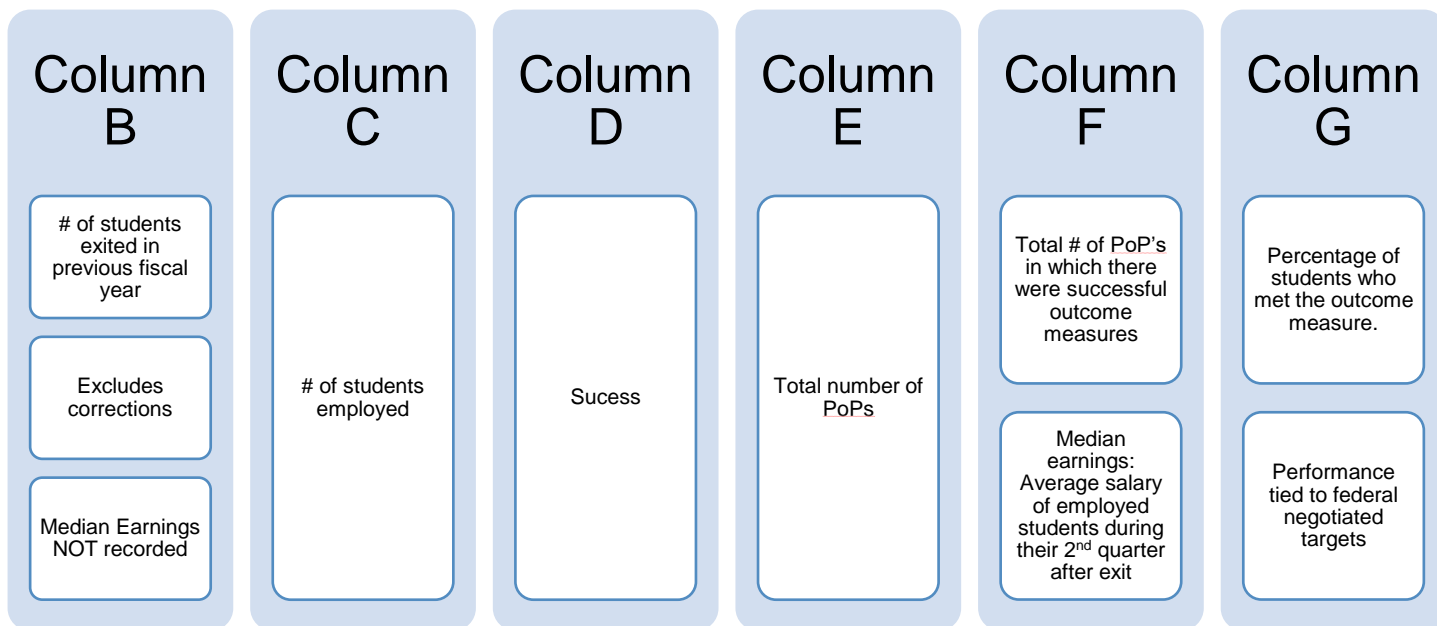 Column
B
# of students
exited in
previous fiscal
year
Excludes
corrections
Median Earnings
NOT recorded
Column
C
# of students
employed
Column
D
Sucess
Column
E
Total number of
PoPs
Column
F
Total # of PoP’s
in which there
were successful
outcome
measures
Median
earnings:
Average salary
of employed
students during
their 2nd quarter
after exit
Column
G
Percentage of
students who
met the outcome
measure.
Performance
tied to federal
negotiated
targets